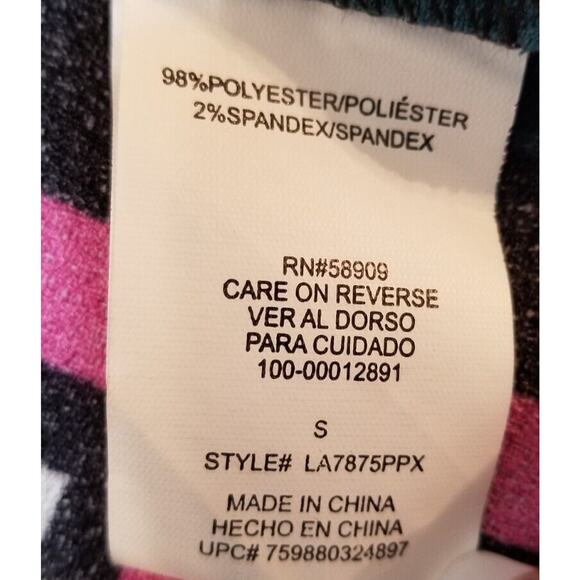 98%POLYESTER/POLIÉSTER
2%SPANDEX/SPANDEX
RN#58909
CARE ON REVERSE
VER AL DORSO
PARA CUIDADO
100-00012891
S
STYLE# LA7875PPX
MADE IN CHINA
HECHO EN CHINA
UPC# 759880324897